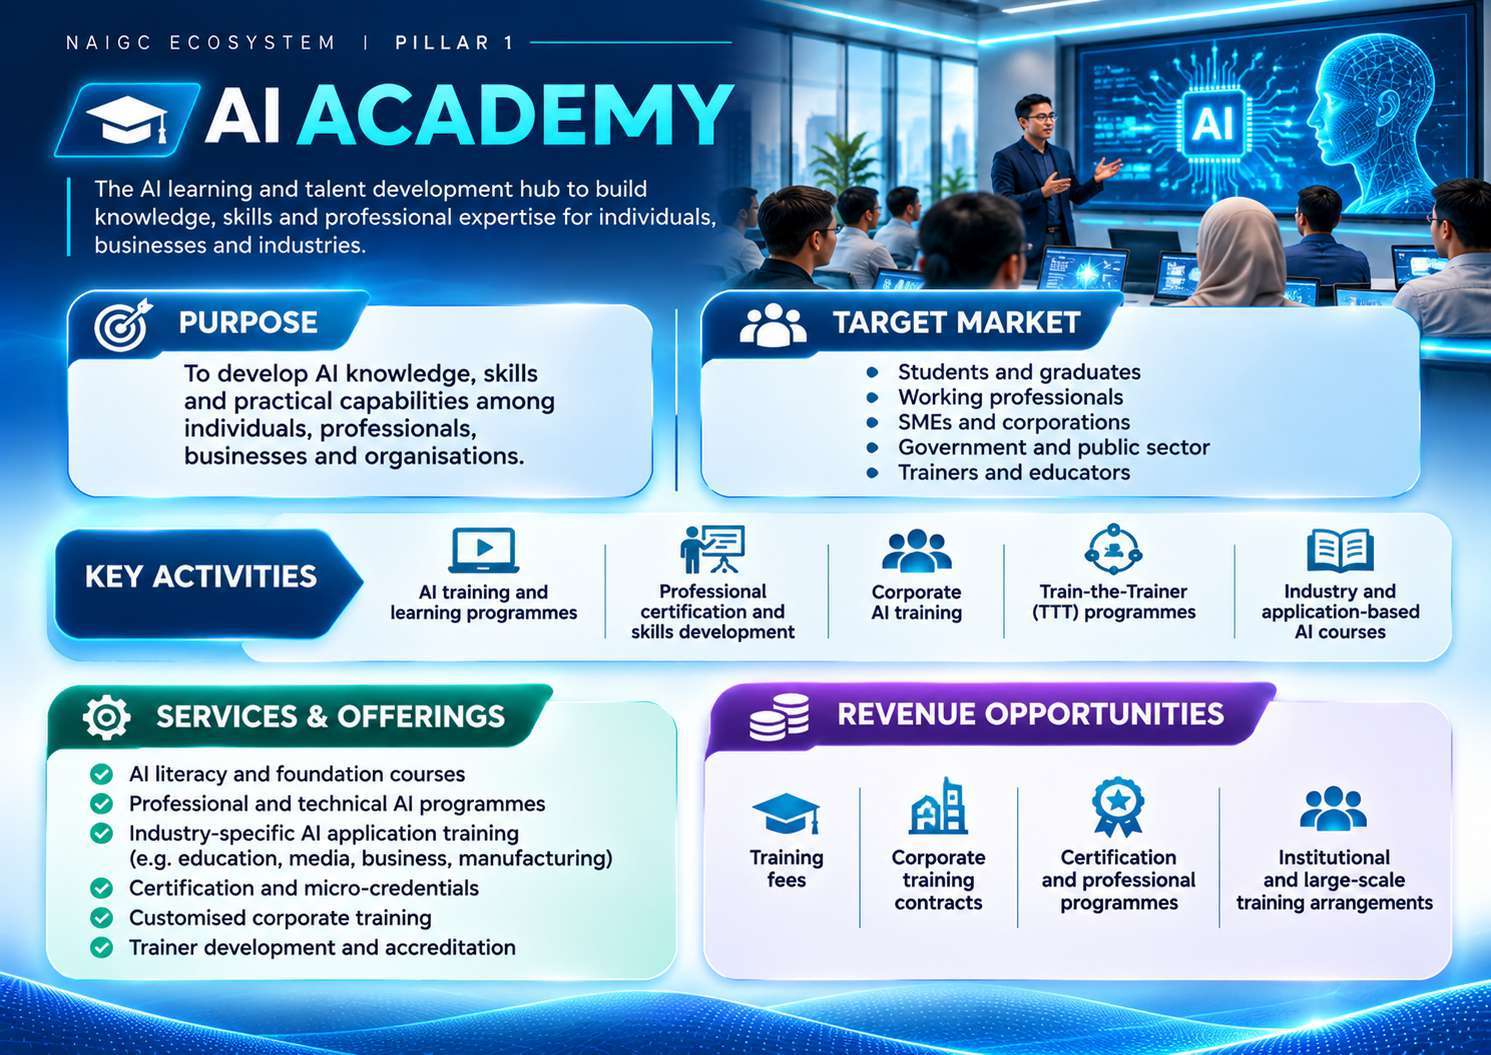 NAIGC ECOSYSTEM | PILLAR 1
AI ACADEMY
The AI learning and talent development hub to build
knowledge, skills and professional expertise for individuals,
businesses and industries.
AI
PURPOSE
To develop AI knowledge, skills
and practical capabilities among
individuals, professionals,
businesses and organisations.
TARGET MARKET
Students and graduates
Working professionals
SMEs and corporations
Government and public sector
Trainers and educators
KEY ACTIVITIES
AI training and
learning programmes
Professional
certification and
skills development
Corporate
AI training
Train-the-Trainer
(TTT) programmes
Industry and
application-based
AI courses
SERVICES & OFFERINGS
AI literacy and foundation courses
Professional and technical AI programmes
Industry-specific AI application training
(e.g. education, media, business, manufacturing)
Certification and micro-credentials
Customised corporate training
Trainer development and accreditation
REVENUE OPPORTUNITIES
Training
fees
Corporate
training
contracts
Certification
and professional
programmes
Institutional
and large-scale
training arrangements